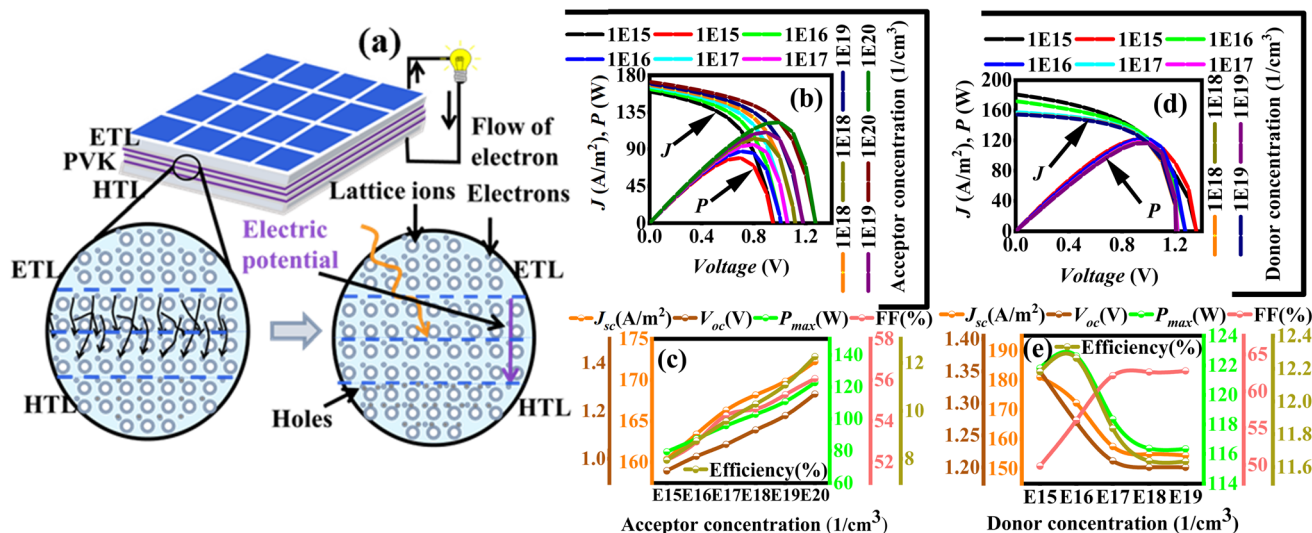 (a)
ETL
PVK
HTL
Flow of
electron
Lattice ions
Electrons
Electric
potential
ETL
ETL
HTL
HTL
Holes
1E15 1E15 1E16
1E16 1E17 1E17
1E18 1E19
1E18 1E20
1E19 1E20
Acceptor concentration (1/cm³)
(b)
J (A/m²), P (W)
180
135
90
45
0
J
P
0.0 0.4 0.8 1.2
Voltage (V)
1E15 1E15 1E16
1E16 1E17 1E17
1E18 1E19
1E18 1E19
Donor concentration (1/cm³)
(d)
J (A/m²), P (W)
200
160
120
80
40
0
J
P
0.0 0.3 0.6 0.9 1.2
Voltage (V)
Jsc(A/m²) Voc(V) Pmax(W) FF(%)
(c)
1.4
1.2
1.0
175
170
165
160
140
120
100
80
60
58
56
54
52
12
10
8
Efficiency(%)
E15 E16 E17 E18 E19 E20
Acceptor concentration (1/cm³)
Jsc(A/m²) Voc(V) Pmax(W) FF(%)
(e)
Efficiency(%)
1.40
1.35
1.30
1.25
1.20
190
180
170
160
150
124
122
120
118
116
114
65
60
55
50
12.4
12.2
12.0
11.8
11.6
E15 E16 E17 E18 E19
Donor concentration (1/cm³)